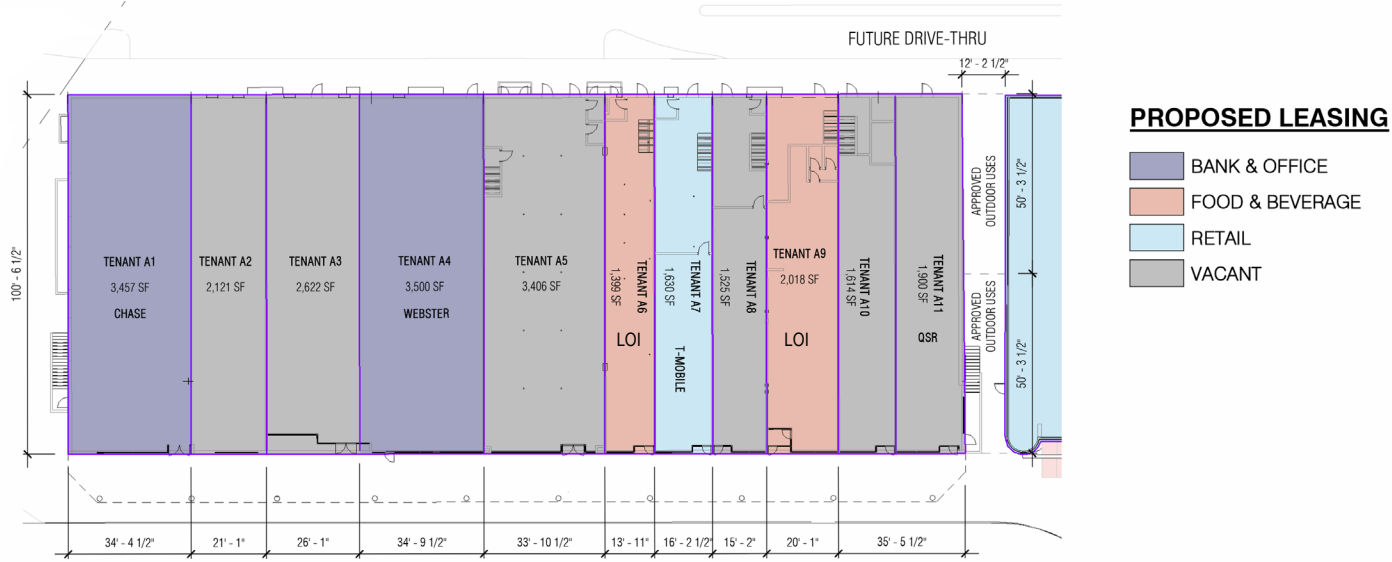 FUTURE DRIVE-THRU
12' - 2 1/2"
PROPOSED LEASING
BANK & OFFICE
FOOD & BEVERAGE
RETAIL
VACANT
100' - 6 1/2"
TENANT A1
3,457 SF
CHASE
TENANT A2
2,121 SF
TENANT A3
2,622 SF
TENANT A4
3,500 SF
WEBSTER
TENANT A5
3,406 SF
TENANT A6
1,399 SF
LOI
TENANT A7
1,630 SF
T-MOBILE
TENANT A8
1,525 SF
TENANT A9
2,018 SF
LOI
TENANT A10
1,614 SF
TENANT A11
1,900 SF
QSR
APPROVED
OUTDOOR USES
APPROVED
OUTDOOR USES
50' - 3 1/2"
50' - 3 1/2"
34' - 4 1/2"
21' - 1"
26' - 1"
34' - 9 1/2"
33' - 10 1/2"
13' - 11"
16' - 2 1/2"
15' - 2"
20' - 1"
35' - 5 1/2"